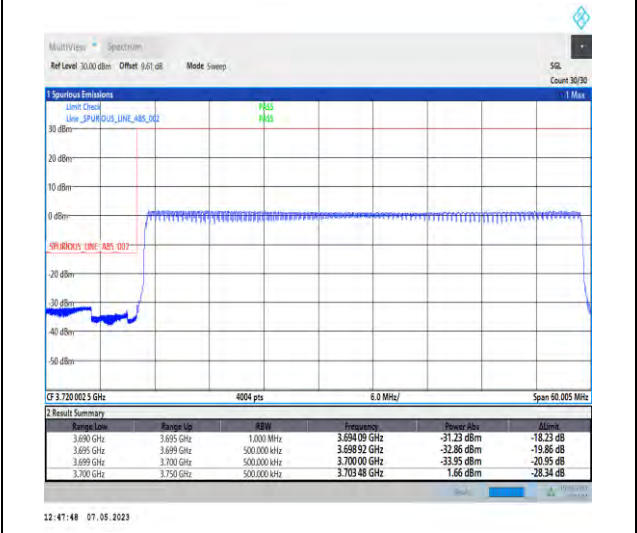 MultiView Spectrum
Ref Level 30.00 dBm Offset 9.61 dB Mode Sweep SGL
Count 30/30
1 Spurious Emissions 1 Max
Limit Check PASS
Line _SPURIOUS_LINE_ABS_002 PASS
30 dBm
20 dBm
10 dBm
0 dBm
_SPURIOUS_LINE_ABS_002
-20 dBm
-30 dBm
-40 dBm
-50 dBm
CF 3.720 002 5 GHz 4004 pts 6.0 MHz/ Span 60.005 MHz
2 Result Summary
Range Low Range Up RBW Frequency Power Abs ΔLimit
3.690 GHz 3.695 GHz 1.000 MHz 3.694 09 GHz -31.23 dBm -18.23 dB
3.695 GHz 3.699 GHz 500.000 kHz 3.698 92 GHz -32.86 dBm -19.86 dB
3.699 GHz 3.700 GHz 500.000 kHz 3.700 00 GHz -33.95 dBm -20.95 dB
3.700 GHz 3.750 GHz 500.000 kHz 3.703 48 GHz 1.66 dBm -28.34 dB
12:47:48 07.05.2023